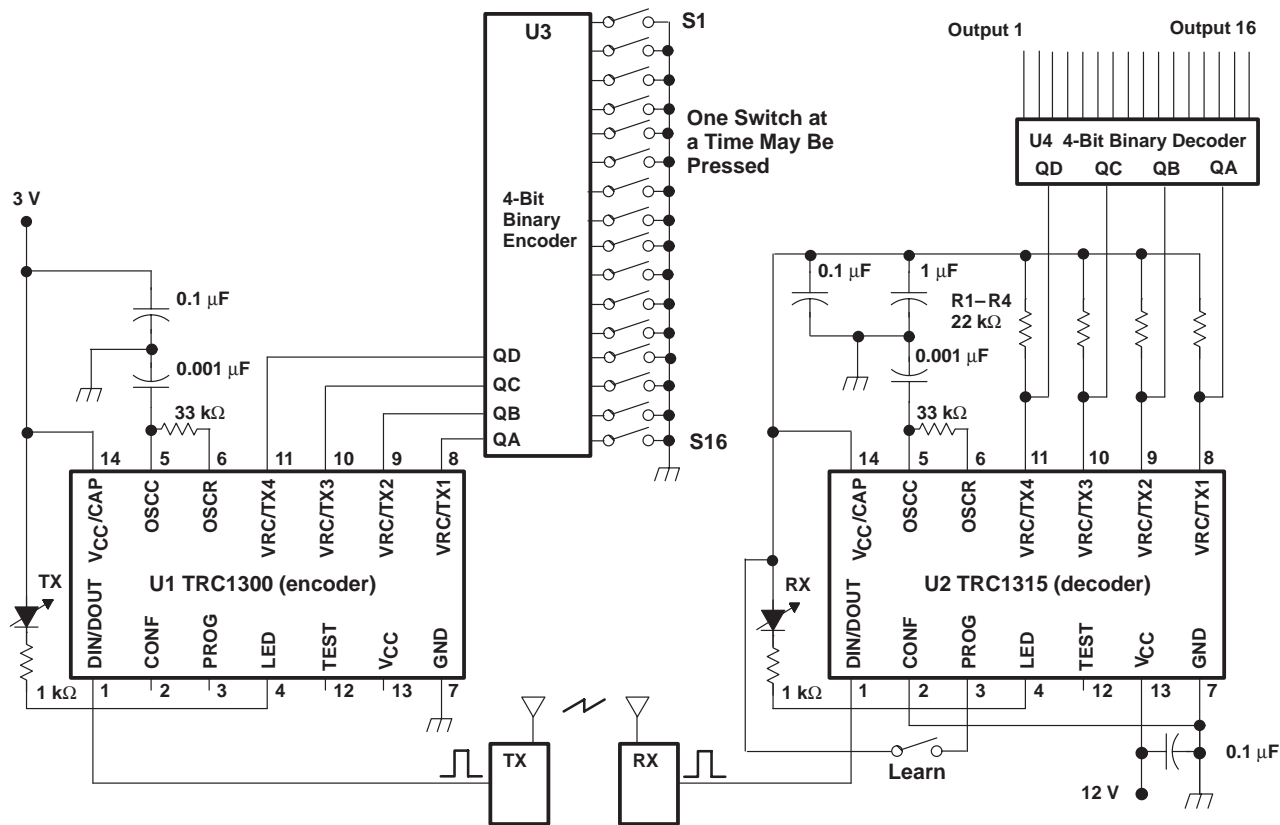 U3
S1
Output 1
Output 16
One Switch at
a Time May Be
Pressed
U4 4-Bit Binary Decoder
QD QC QB QA
3 V
4-Bit
Binary
Encoder
0.1 μF
0.1 μF
1 μF
R1–R4
22 kΩ
0.001 μF
0.001 μF
QD
QC
QB
QA
33 kΩ
33 kΩ
S16
14 5 6 11 10 9 8
VCC/CAP
OSCC
OSCR
VRC/TX4
VRC/TX3
VRC/TX2
VRC/TX1
TX
U1 TRC1300 (encoder)
DIN/DOUT
CONF
PROG
LED
TEST
VCC
GND
1 kΩ
1 2 3 4 12 13 7
14 5 6 11 10 9 8
VCC/CAP
OSCC
OSCR
VRC/TX4
VRC/TX3
VRC/TX2
VRC/TX1
RX
U2 TRC1315 (decoder)
DIN/DOUT
CONF
PROG
LED
TEST
VCC
GND
1 kΩ
1 2 3 4 12 13 7
TX
RX
Learn
0.1 μF
12 V